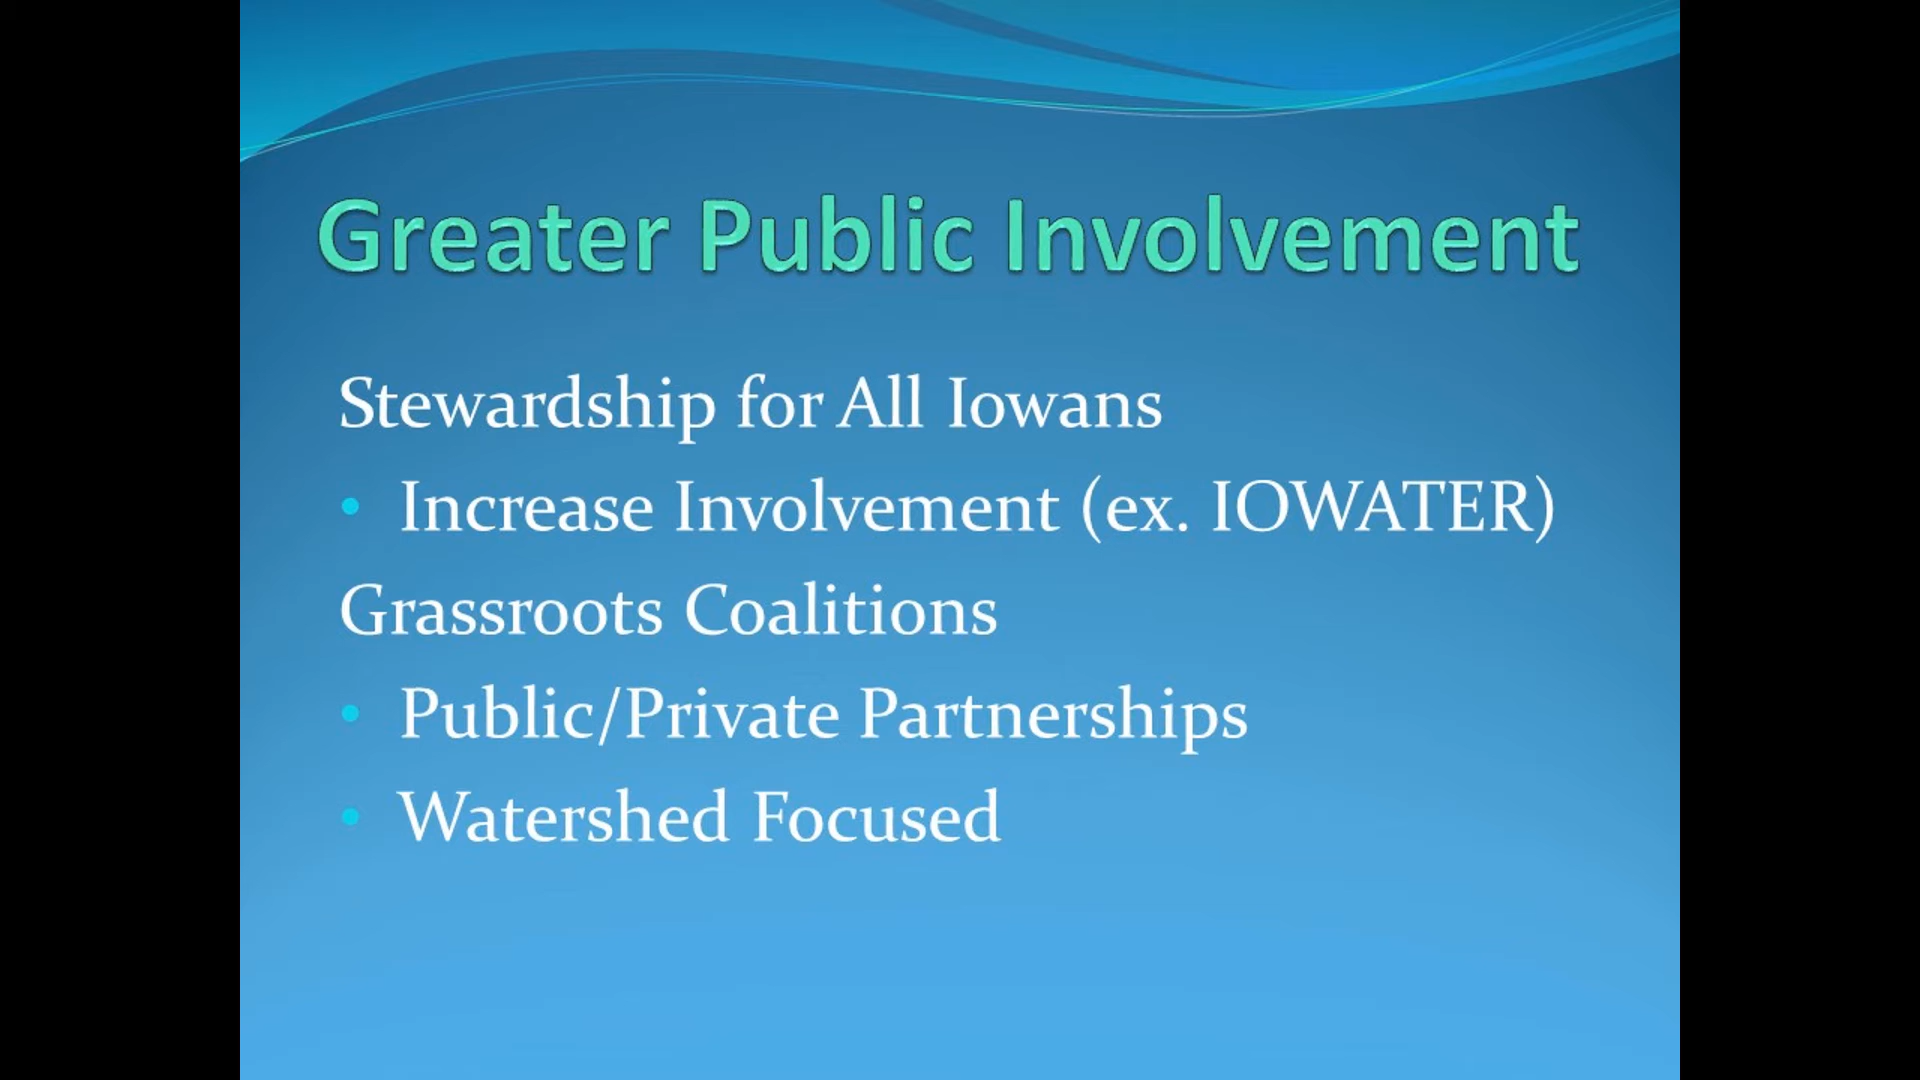 Greater Public Involvement
Stewardship for All Iowans
• Increase Involvement (ex. IOWATER)
Grassroots Coalitions
• Public/Private Partnerships
• Watershed Focused